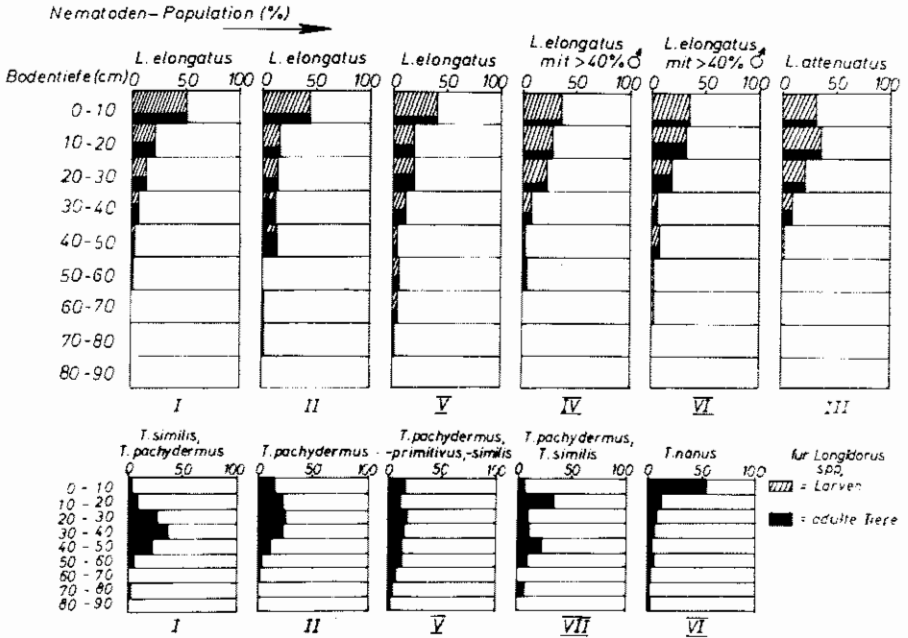 Nematoden-Population (%)
L. elongatus L. elongatus L. elongatus L. elongatus mit >40% ♂ L. elongatus mit >40% ♂ L. attenuatus
Bodentiefe (cm) 0 50 100 0 50 100 0 50 100 0 50 100 0 50 100 0 50 100
0-10
10-20
20-30
30-40
40-50
50-60
60-70
70-80
80-90
I II V IV VI III
T. similis, T. pachydermus T. pachydermus T. pachydermus, -primitivus, -similis T. pachydermus, T. similis T. nanus
0 50 100 0 50 100 0 50 100 0 50 100 0 50 100
0-10
10-20
20-30
30-40
40-50
50-60
60-70
70-80
80-90
I II V VII VI
fur Longidorus spp,
= Larven
= adulte Tiere